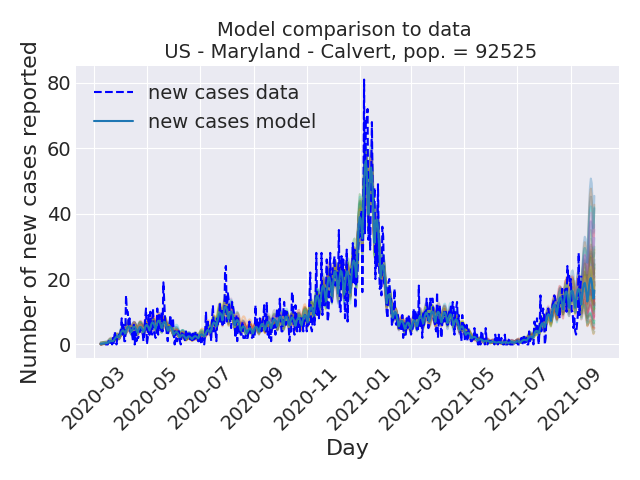 Model comparison to data
US - Maryland - Calvert, pop. = 92525
Number of new cases reported
80
60
40
20
0
new cases data
new cases model
2020-03
2020-05
2020-07
2020-09
2020-11
2021-01
2021-03
2021-05
2021-07
2021-09
Day